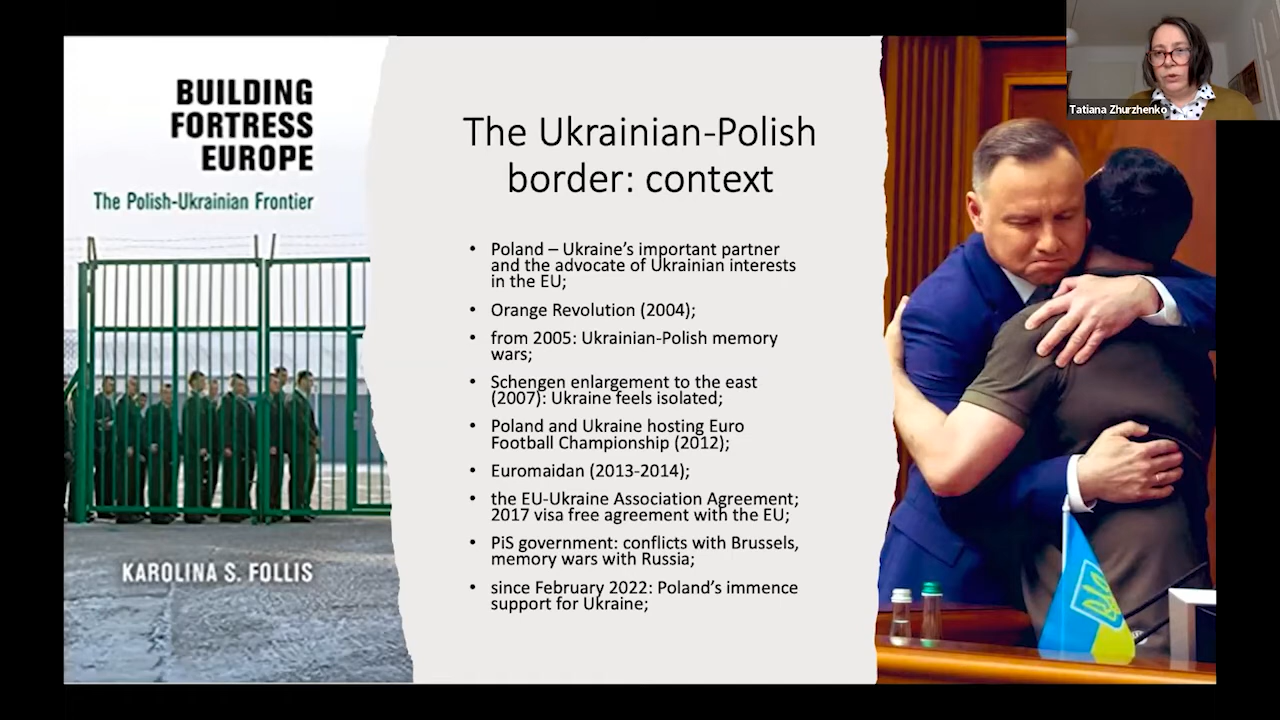 BUILDING
FORTRESS
EUROPE
The Polish-Ukrainian Frontier
KAROLINA S. FOLLIS
The Ukrainian-Polish
border: context
• Poland – Ukraine's important partner
and the advocate of Ukrainian interests
in the EU;
• Orange Revolution (2004);
• from 2005: Ukrainian-Polish memory
wars;
• Schengen enlargement to the east
(2007): Ukraine feels isolated;
• Poland and Ukraine hosting Euro
Football Championship (2012);
• Euromaidan (2013-2014);
• the EU-Ukraine Association Agreement;
2017 visa free agreement with the EU;
• PiS government: conflicts with Brussels,
memory wars with Russia;
• since February 2022: Poland's immence
support for Ukraine;
Tatiana Zhurzhenko